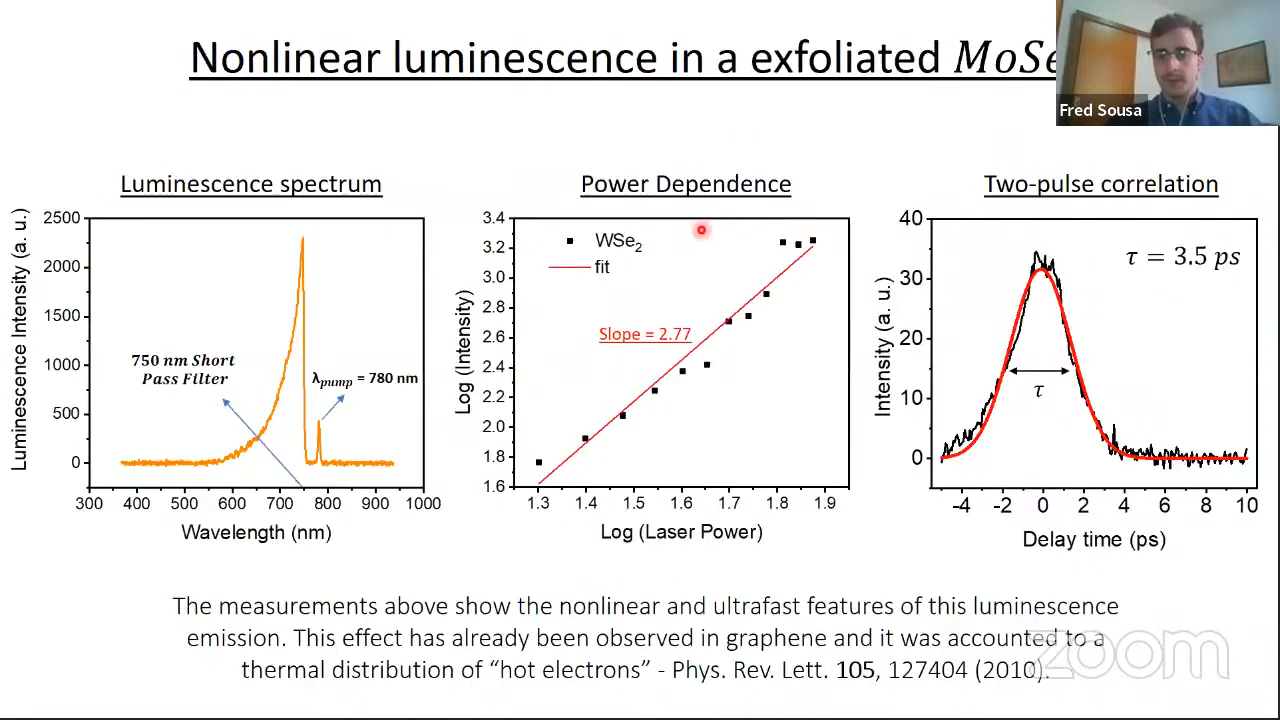 Nonlinear luminescence in a exfoliated MoSe
Fred Sousa
Luminescence spectrum
Luminescence Intensity (a. u.)
2500
2000
1500
1000
500
0
750 nm Short
Pass Filter
λpump = 780 nm
300 400 500 600 700 800 900 1000
Wavelength (nm)
Power Dependence
Log (Intensity)
3.4
3.2
3.0
2.8
2.6
2.4
2.2
2.0
1.8
1.6
WSe2
fit
Slope = 2.77
1.3 1.4 1.5 1.6 1.7 1.8 1.9
Log (Laser Power)
Two-pulse correlation
Intensity (a. u.)
40
30
20
10
0
τ = 3.5 ps
τ
-4 -2 0 2 4 6 8 10
Delay time (ps)
The measurements above show the nonlinear and ultrafast features of this luminescence
emission. This effect has already been observed in graphene and it was accounted to a
thermal distribution of “hot electrons” - Phys. Rev. Lett. 105, 127404 (2010).
zoom